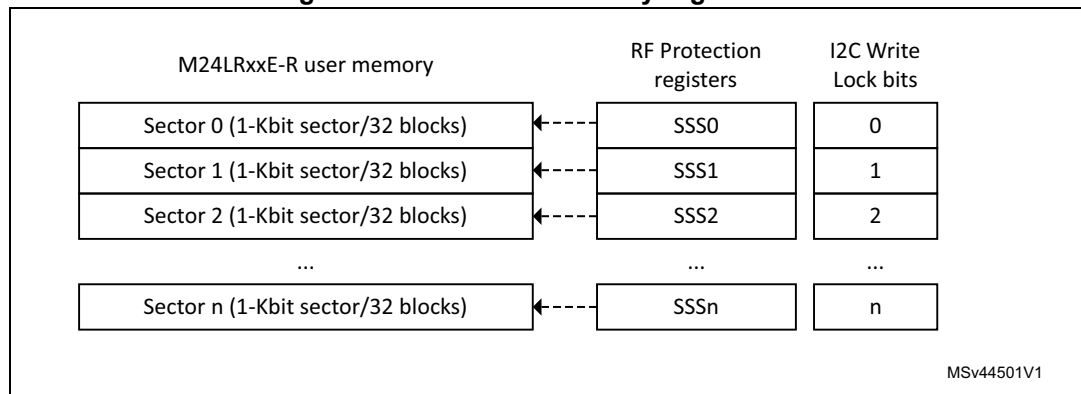 M24LRxxE-R user memory
RF Protection
registers
I2C Write
Lock bits
Sector 0 (1-Kbit sector/32 blocks)
SSS0
0
Sector 1 (1-Kbit sector/32 blocks)
SSS1
1
Sector 2 (1-Kbit sector/32 blocks)
SSS2
2
...
...
...
Sector n (1-Kbit sector/32 blocks)
SSSn
n
MSv44501V1